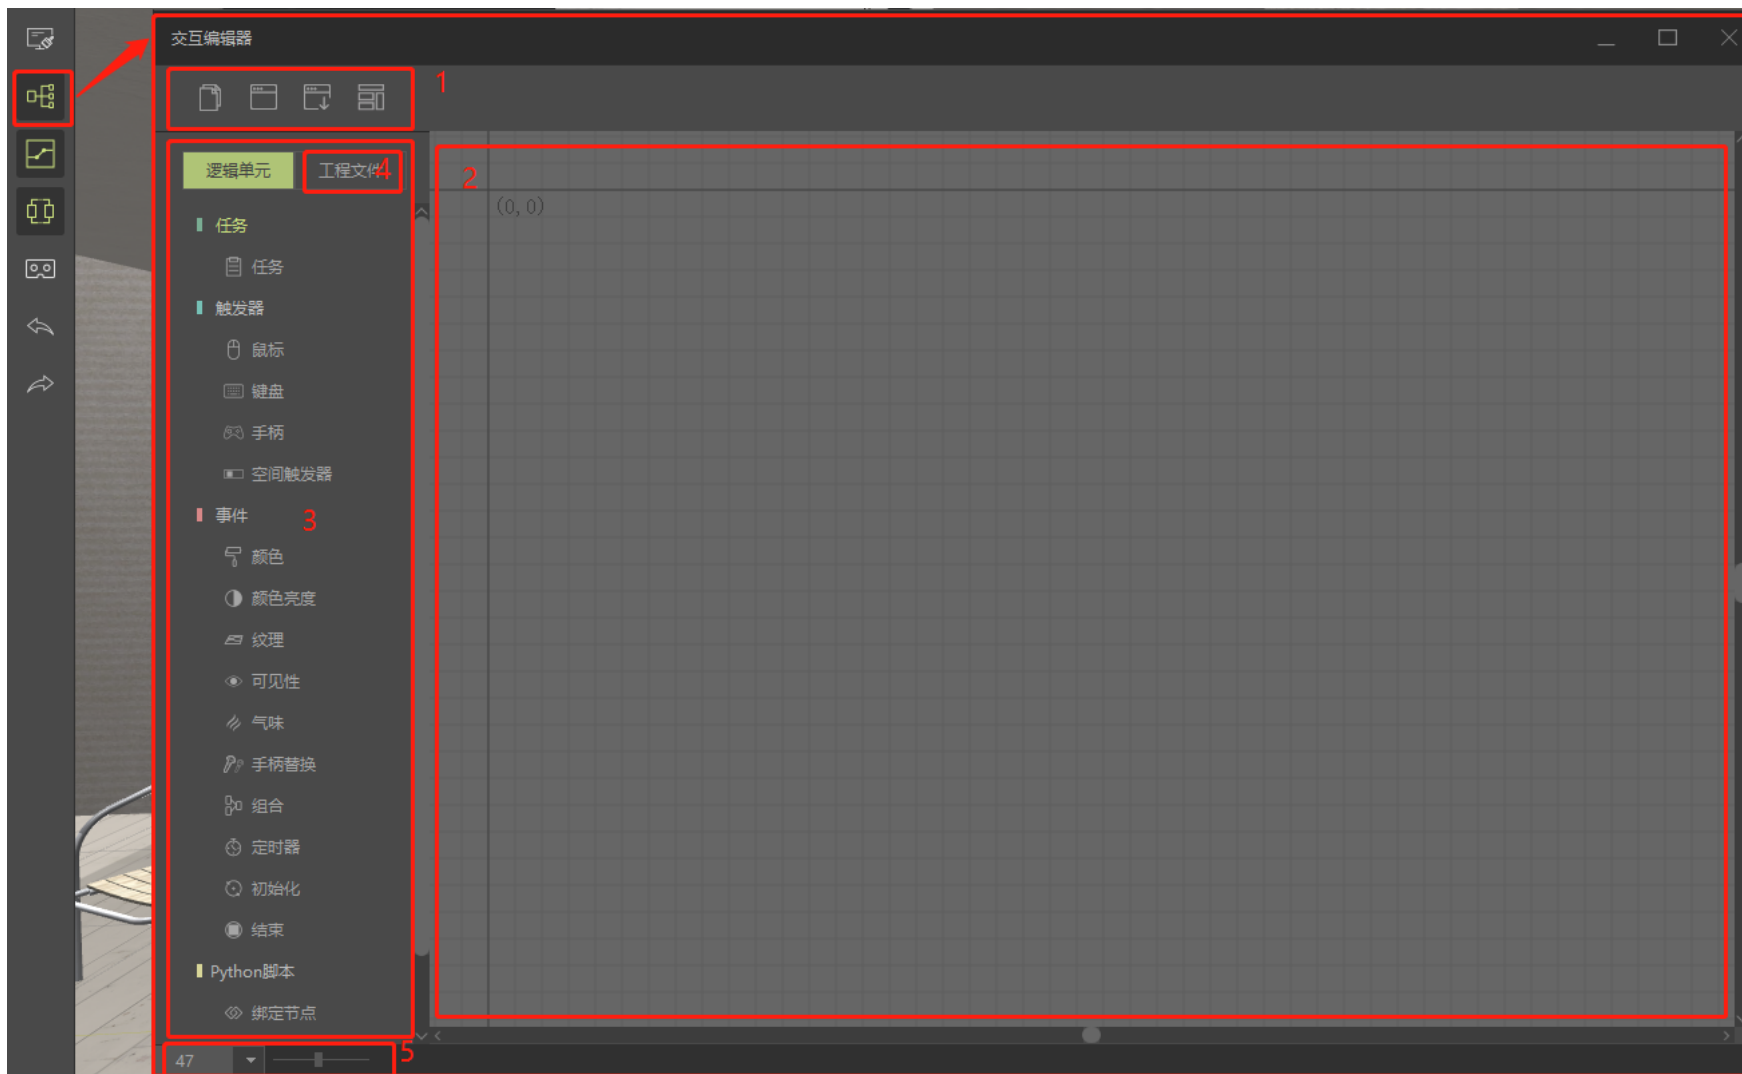 交互编辑器
1
逻辑单元
工程文件
4
2
(0, 0)
任务
任务
触发器
鼠标
键盘
手柄
空间触发器
事件
3
颜色
颜色亮度
纹理
可见性
气味
手柄替换
组合
定时器
初始化
结束
Python脚本
绑定节点
47
5